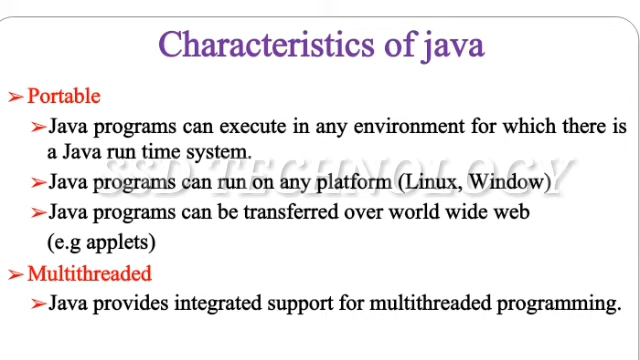 Characteristics of java
➢Portable
➢Java programs can execute in any environment for which there is
a Java run time system.
SSD TECHNOLOGY
➢Java programs can run on any platform (Linux, Window)
➢Java programs can be transferred over world wide web
(e.g applets)
➢Multithreaded
➢Java provides integrated support for multithreaded programming.